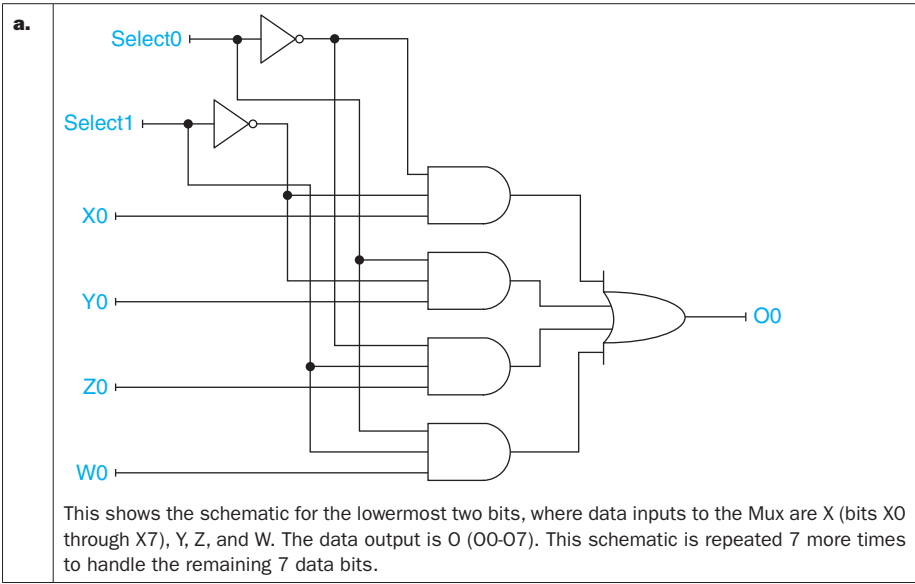 a.
Select0
Select1
X0
Y0
O0
Z0
W0
This shows the schematic for the lowermost two bits, where data inputs to the Mux are X (bits X0
through X7), Y, Z, and W. The data output is O (00-07). This schematic is repeated 7 more times
to handle the remaining 7 data bits.